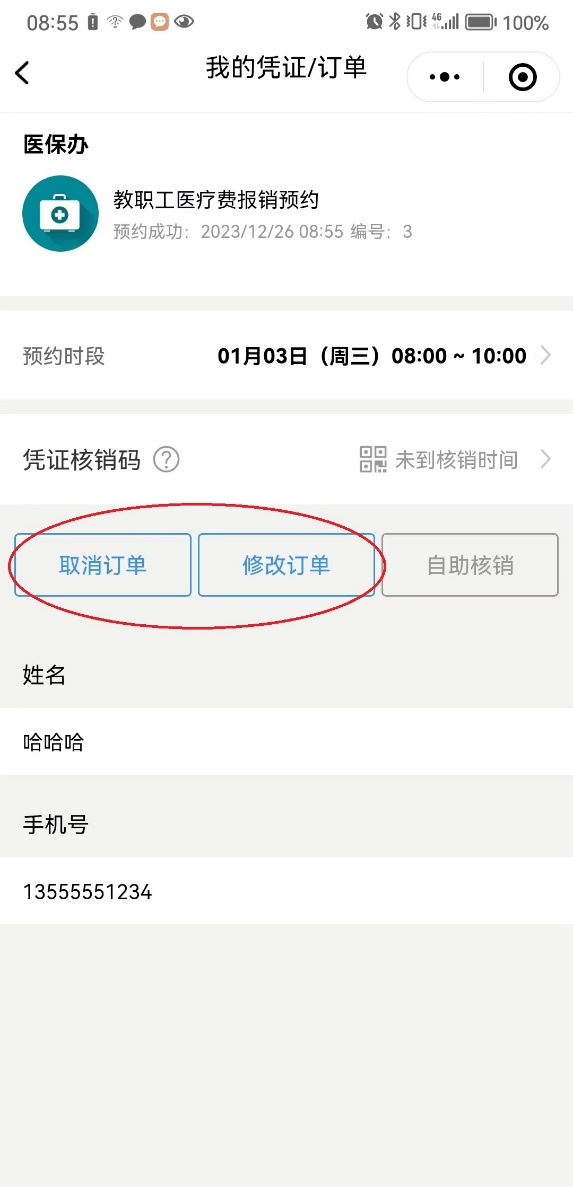 08:55 46 100%
我的凭证/订单
医保办
教职工医疗费报销预约
预约成功：2023/12/26 08:55 编号：3
预约时段 01月03日（周三）08:00 ~ 10:00
凭证核销码 ? 未到核销时间
取消订单 修改订单 自助核销
姓名
哈哈哈
手机号
13555551234